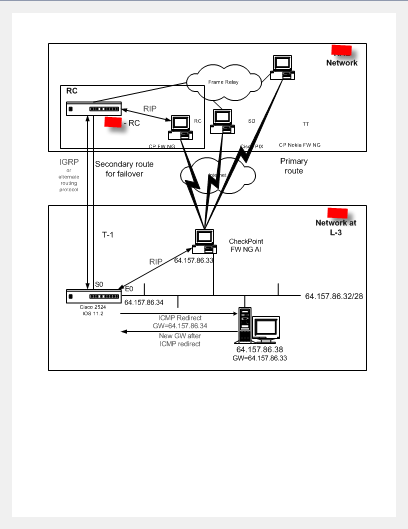 Network
Frame Relay
RC
RIP
- RC
RC
SD
TT
CP FW NG
PIX
CP Nokia FW NG
IGRP
or
alternate
routing
protocol
Secondary route
for failover
Internet
Primary
route
Network at
L-3
T-1
CheckPoint
FW NG AI
RIP
64.157.86.33
S0
E0
64.157.86.34
64.157.86.32/28
Cisco 2524
IOS 11.2
ICMP Redirect
GW=64.157.86.34
New GW after
ICMP redirect
64.157.86.38
GW=64.157.86.33